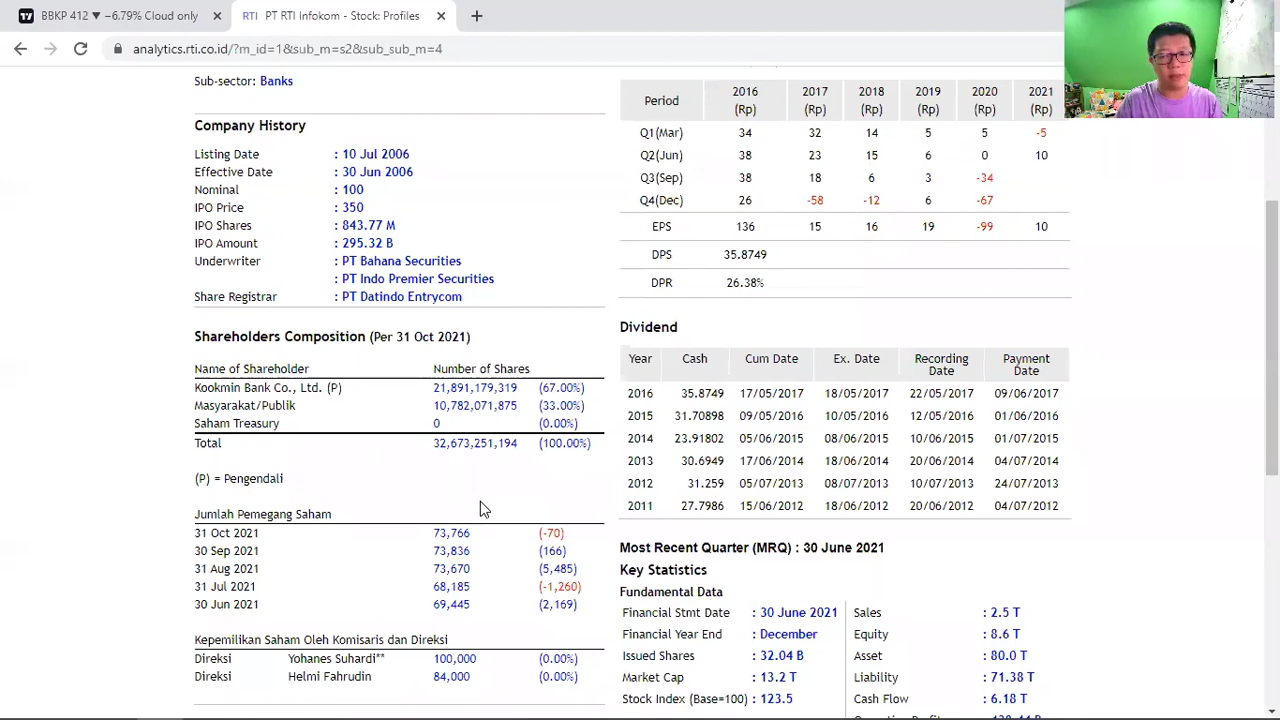 BBKP 412 ▼ −6.79% Cloud only
RTI PT RTI Infokom - Stock: Profiles
analytics.rti.co.id/?m_id=1&sub_m=s2&sub_sub_m=4
Sub-sector: Banks
Company History
Listing Date : 10 Jul 2006
Effective Date : 30 Jun 2006
Nominal : 100
IPO Price : 350
IPO Shares : 843.77 M
IPO Amount : 295.32 B
Underwriter : PT Bahana Securities
: PT Indo Premier Securities
Share Registrar : PT Datindo Entrycom
Shareholders Composition (Per 31 Oct 2021)
Name of Shareholder Number of Shares
Kookmin Bank Co., Ltd. (P) 21,891,179,319 (67.00%)
Masyarakat/Publik 10,782,071,875 (33.00%)
Saham Treasury 0 (0.00%)
Total 32,673,251,194 (100.00%)
(P) = Pengendali
Jumlah Pemegang Saham
31 Oct 2021 73,766 (-70)
30 Sep 2021 73,836 (166)
31 Aug 2021 73,670 (5,485)
31 Jul 2021 68,185 (-1,260)
30 Jun 2021 69,445 (2,169)
Kepemilikan Saham Oleh Komisaris dan Direksi
Direksi Yohanes Suhardi** 100,000 (0.00%)
Direksi Helmi Fahrudin 84,000 (0.00%)
Period 2016 (Rp) 2017 (Rp) 2018 (Rp) 2019 (Rp) 2020 (Rp) 2021 (Rp)
Q1(Mar) 34 32 14 5 5 -5
Q2(Jun) 38 23 15 6 0 10
Q3(Sep) 38 18 6 3 -34
Q4(Dec) 26 -58 -12 6 -67
EPS 136 15 16 19 -99 10
DPS 35.8749
DPR 26.38%
Dividend
Year Cash Cum Date Ex. Date Recording Date Payment Date
2016 35.8749 17/05/2017 18/05/2017 22/05/2017 09/06/2017
2015 31.70898 09/05/2016 10/05/2016 12/05/2016 01/06/2016
2014 23.91802 05/06/2015 08/06/2015 10/06/2015 01/07/2015
2013 30.6949 17/06/2014 18/06/2014 20/06/2014 04/07/2014
2012 31.259 05/07/2013 08/07/2013 10/07/2013 24/07/2013
2011 27.7986 15/06/2012 18/06/2012 20/06/2012 04/07/2012
Most Recent Quarter (MRQ) : 30 June 2021
Key Statistics
Fundamental Data
Financial Stmt Date : 30 June 2021 Sales : 2.5 T
Financial Year End : December Equity : 8.6 T
Issued Shares : 32.04 B Asset : 80.0 T
Market Cap : 13.2 T Liability : 71.38 T
Stock Index (Base=100) : 123.5 Cash Flow : 6.18 T